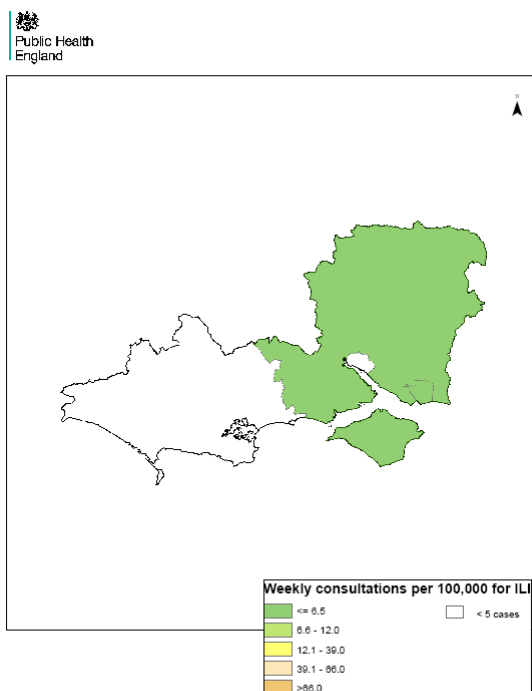 Public Health
England
N
Weekly consultations per 100,000 for ILI
<= 6.5
< 5 cases
6.6 - 12.0
12.1 - 39.0
39.1 - 66.0
>66.0